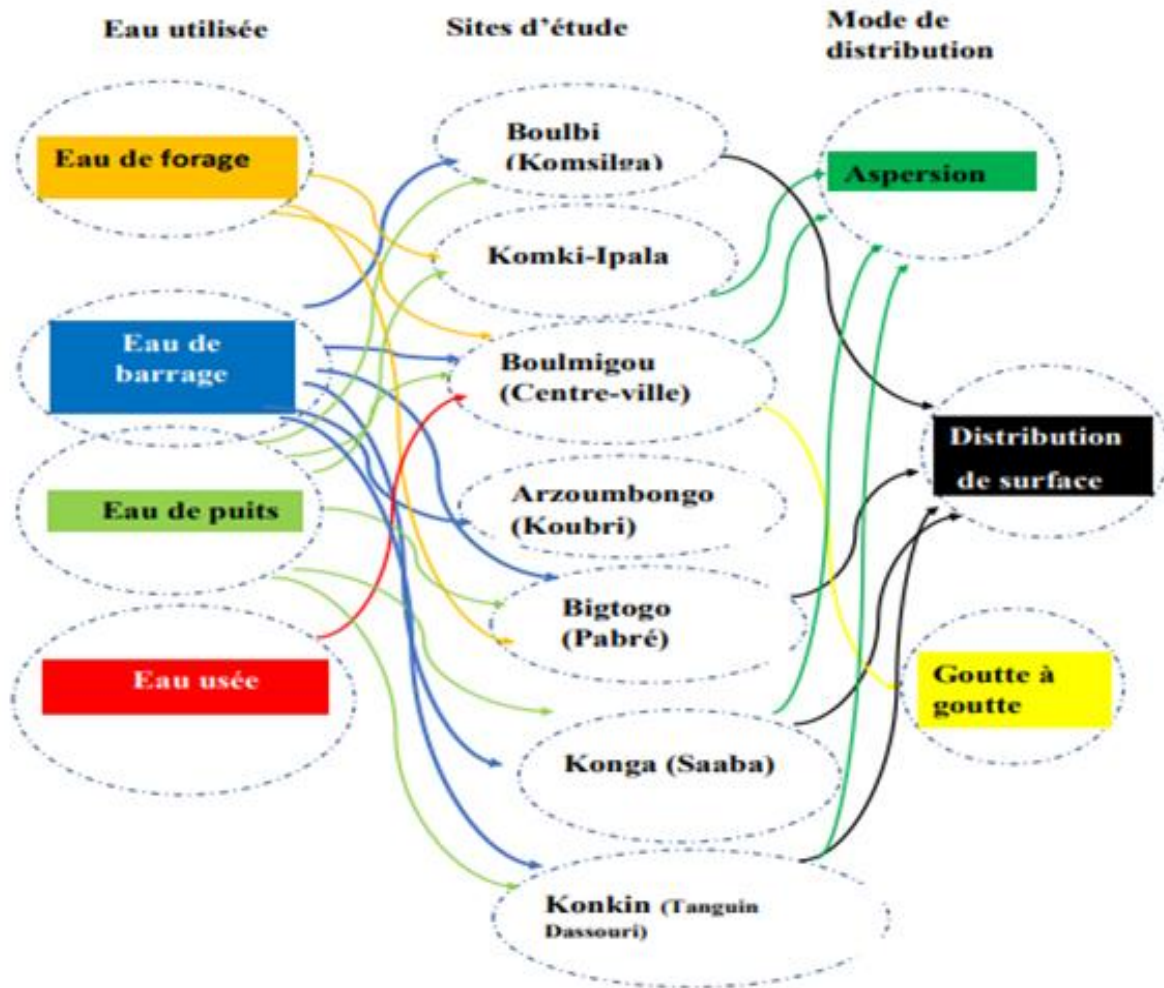 Eau utilisée
Sites d'étude
Mode de
distribution
Eau de forage
Eau de
barrage
Eau de puits
Eau usée
Boulbi
(Komsilga)
Komki-Ipala
Boulmigou
(Centre-ville)
Arzoumbongo
(Koubri)
Bigtogo
(Pabré)
Konga (Saaba)
Konkin (Tanguin
Dassouri)
Aspersion
Distribution
de surface
Goutte à
goutte